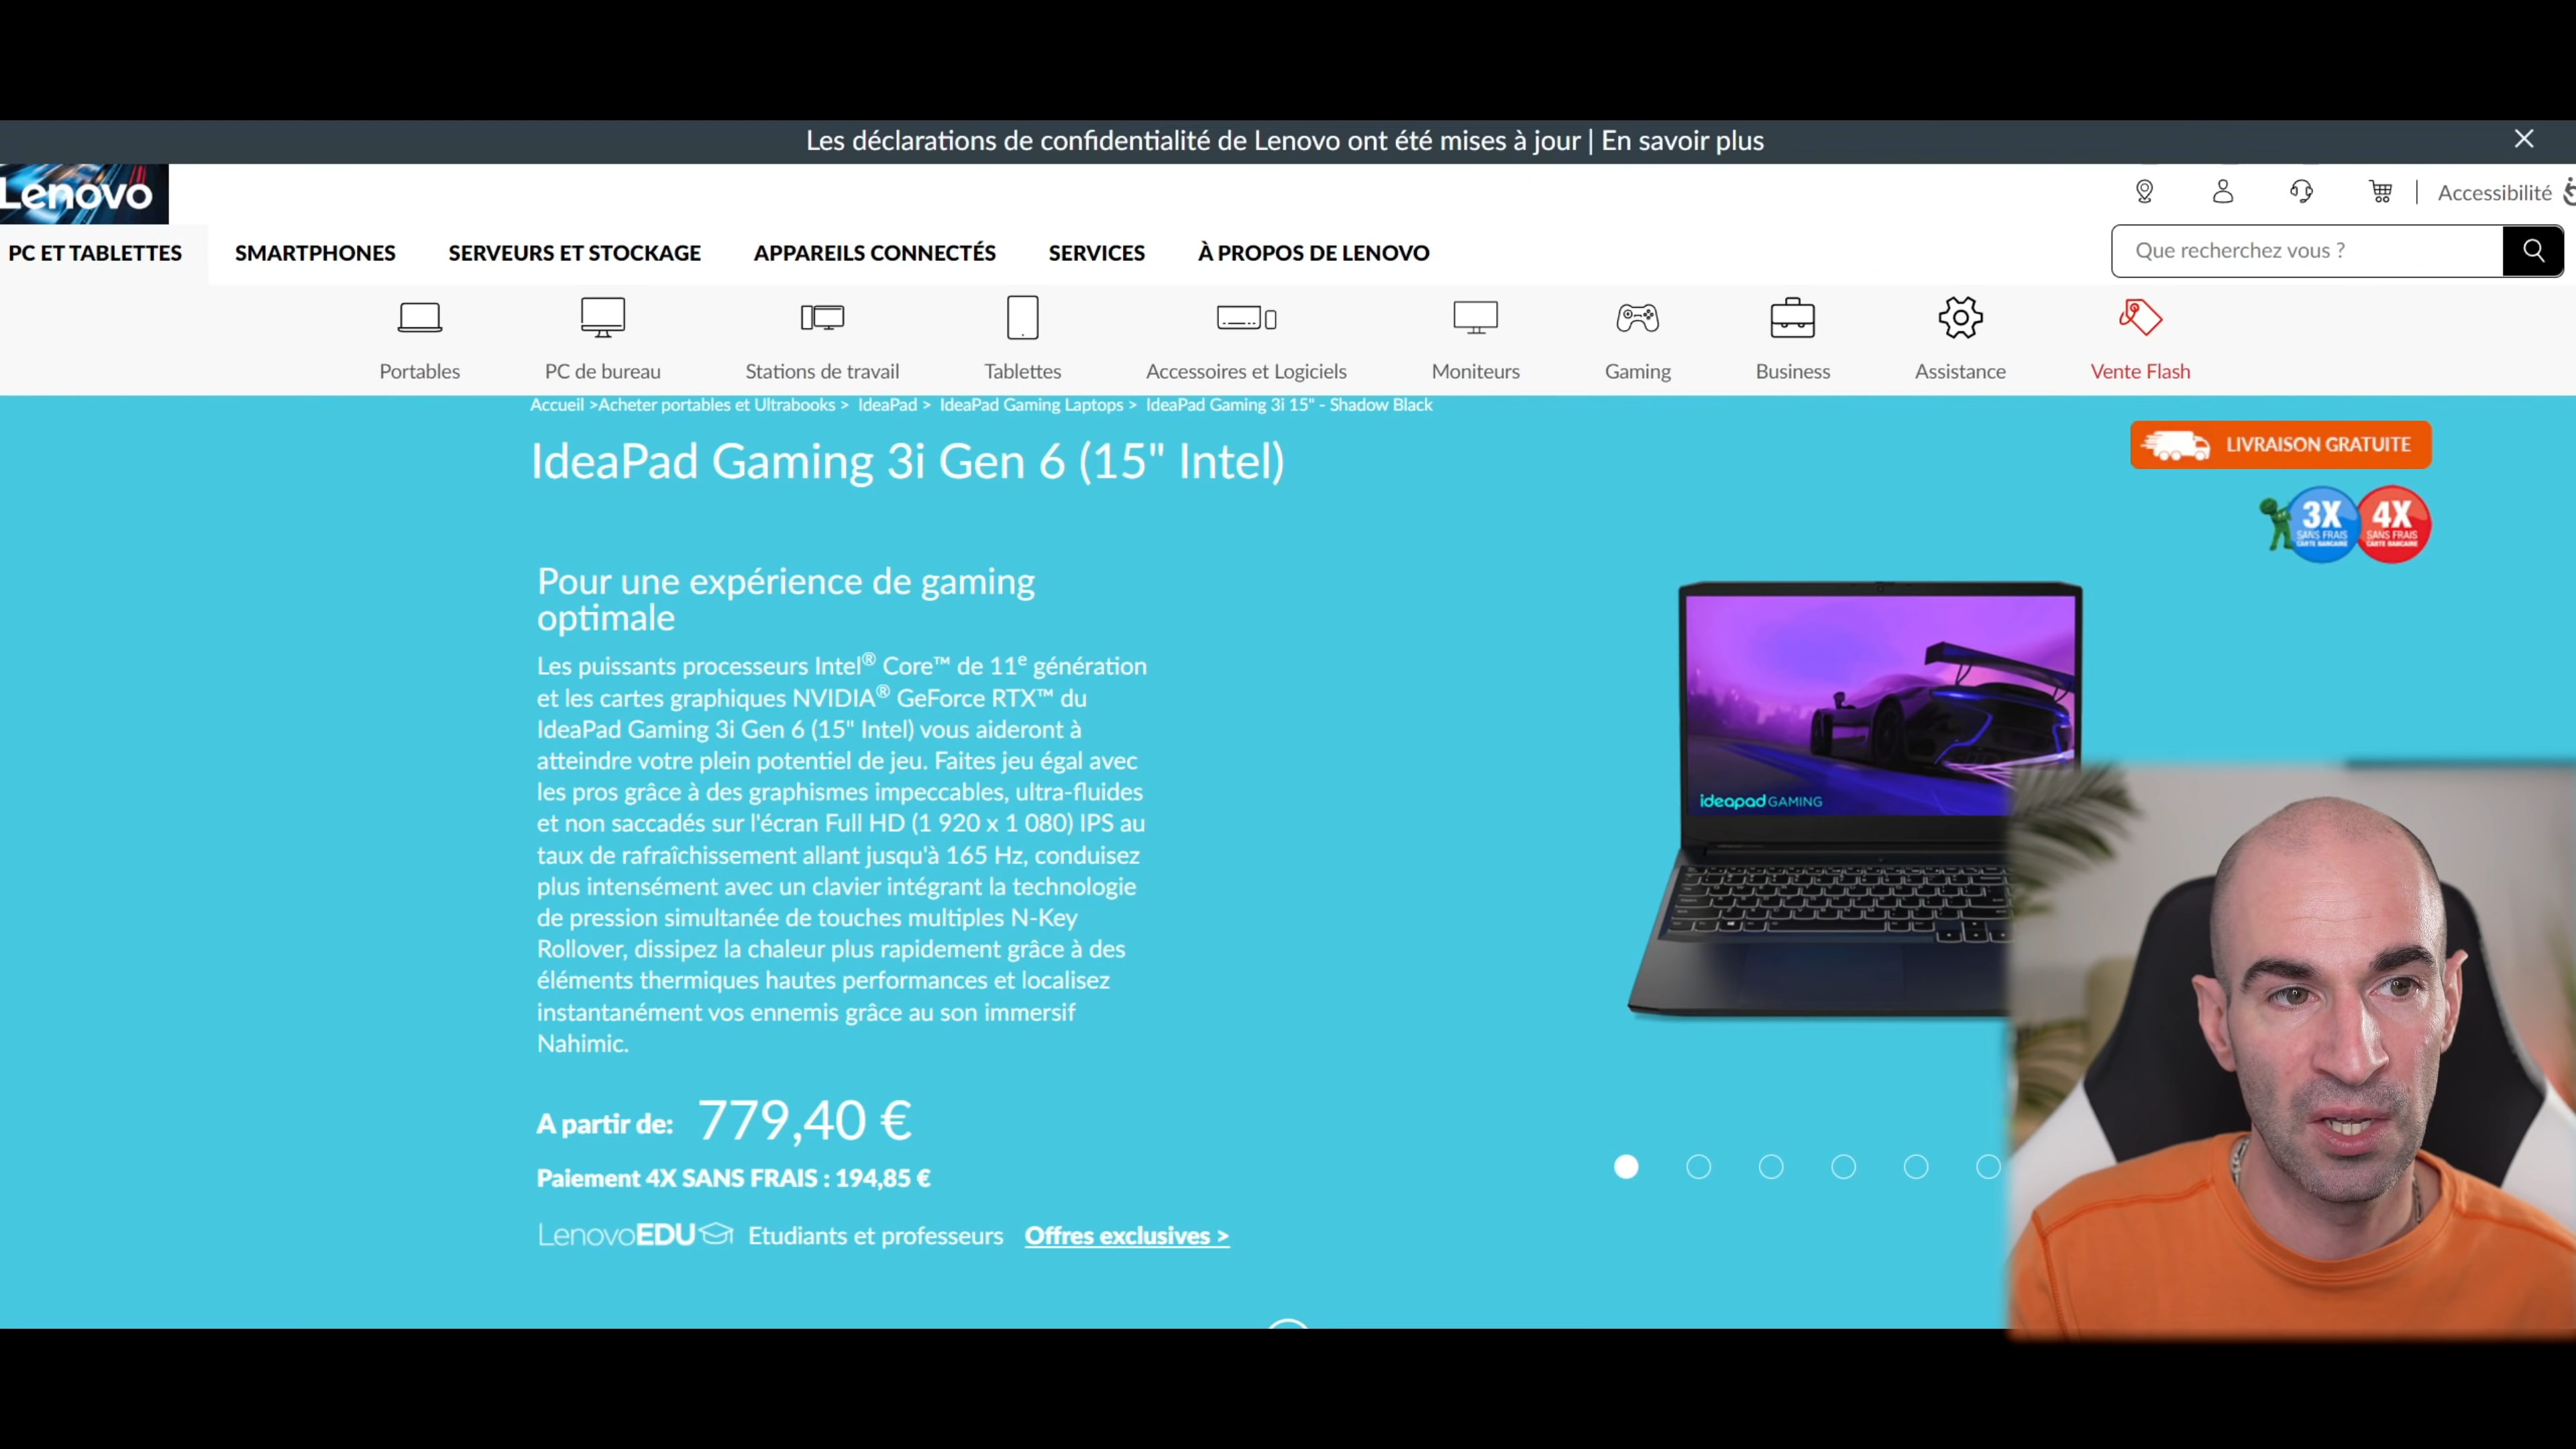 Les déclarations de confidentialité de Lenovo ont été mises à jour | En savoir plus
Lenovo
Accessibilité
PC ET TABLETTES SMARTPHONES SERVEURS ET STOCKAGE APPAREILS CONNECTÉS SERVICES À PROPOS DE LENOVO
Que recherchez vous ?
Portables PC de bureau Stations de travail Tablettes Accessoires et Logiciels Moniteurs Gaming Business Assistance Vente Flash
Accueil >Acheter portables et Ultrabooks > IdeaPad > IdeaPad Gaming Laptops > IdeaPad Gaming 3i 15" - Shadow Black
IdeaPad Gaming 3i Gen 6 (15" Intel)
LIVRAISON GRATUITE
3X SANS FRAIS CARTE BANCAIRE
4X SANS FRAIS CARTE BANCAIRE
Pour une expérience de gaming
optimale
Les puissants processeurs Intel® Core™ de 11e génération
et les cartes graphiques NVIDIA® GeForce RTX™ du
IdeaPad Gaming 3i Gen 6 (15" Intel) vous aideront à
atteindre votre plein potentiel de jeu. Faites jeu égal avec
les pros grâce à des graphismes impeccables, ultra-fluides
et non saccadés sur l'écran Full HD (1 920 x 1 080) IPS au
taux de rafraîchissement allant jusqu'à 165 Hz, conduisez
plus intensément avec un clavier intégrant la technologie
de pression simultanée de touches multiples N-Key
Rollover, dissipez la chaleur plus rapidement grâce à des
éléments thermiques hautes performances et localisez
instantanément vos ennemis grâce au son immersif
Nahimic.
ideapad GAMING
A partir de: 779,40 €
Paiement 4X SANS FRAIS : 194,85 €
LenovoEDU Etudiants et professeurs Offres exclusives >